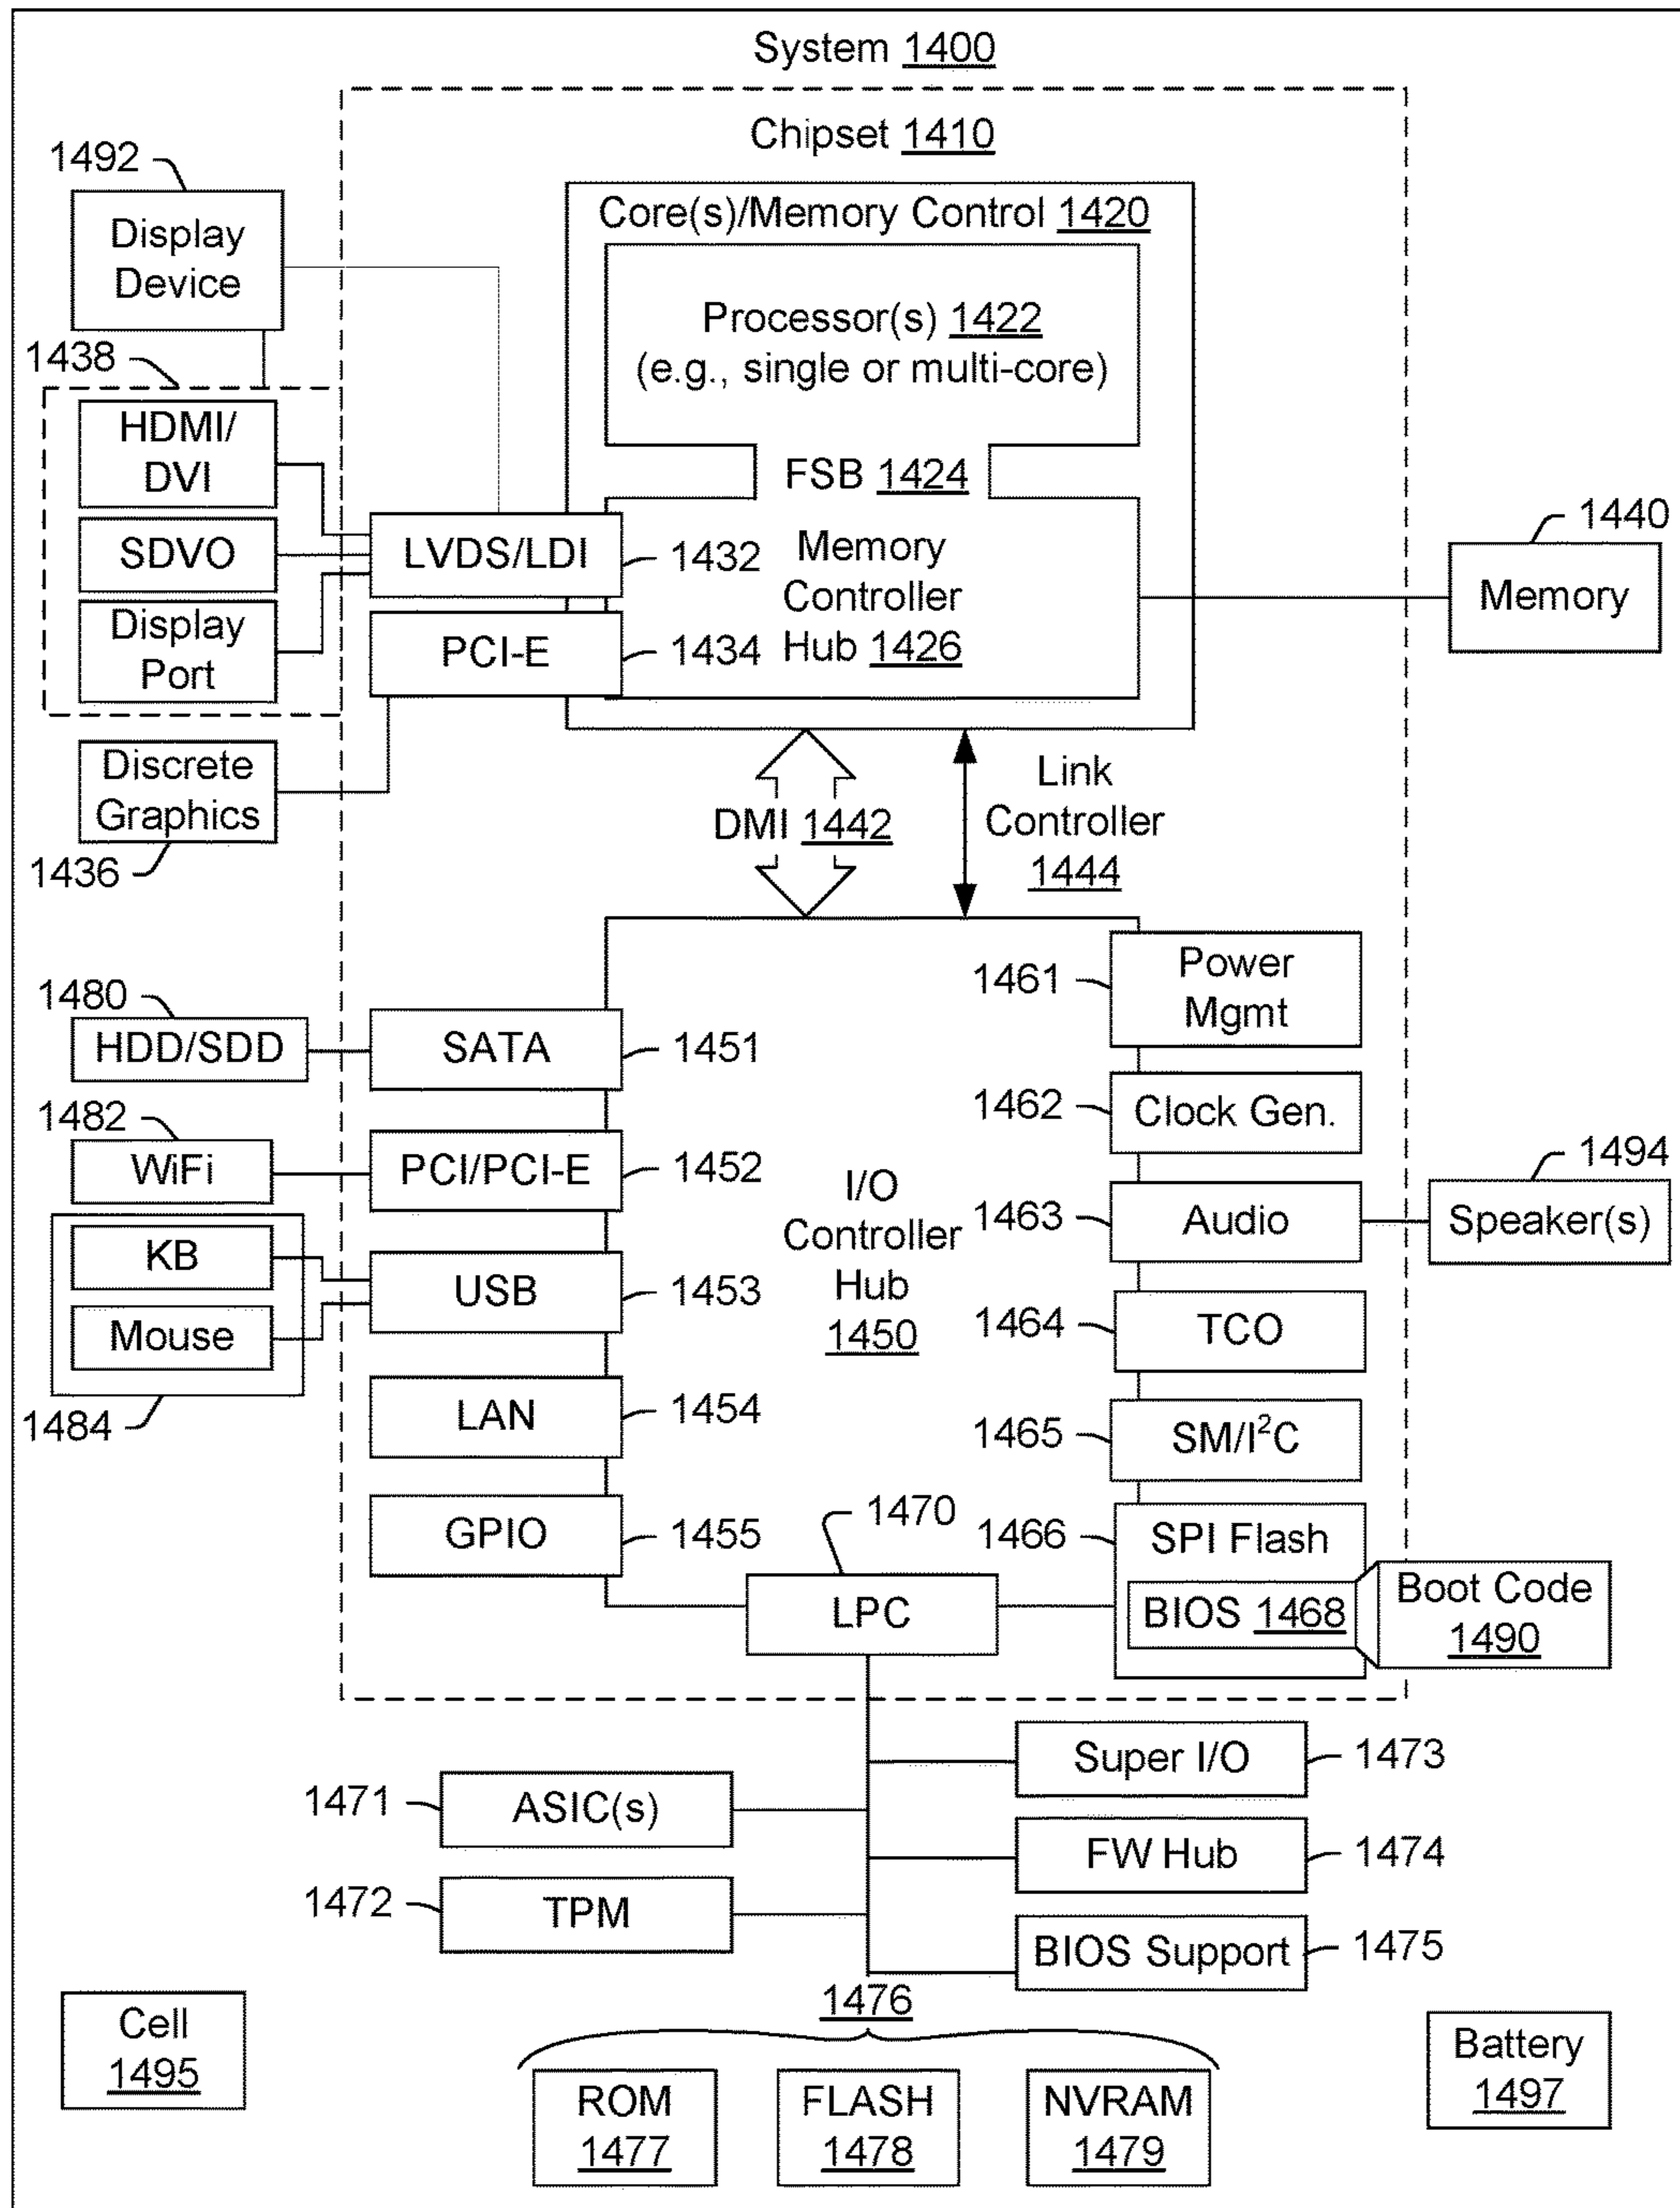 System 1400
Chipset 1410
1492
Display
Device
Core(s)/Memory Control 1420
Processor(s) 1422
(e.g., single or multi-core)
FSB 1424
Memory
Controller
Hub 1426
1438
HDMI/
DVI
SDVO
Display
Port
LVDS/LDI
1432
PCI-E
1434
1440
Memory
Discrete
Graphics
1436
DMI 1442
Link
Controller
1444
1480
HDD/SDD
SATA
1451
1482
WiFi
PCI/PCI-E
1452
KB
Mouse
1484
USB
1453
LAN
1454
GPIO
1455
I/O
Controller
Hub
1450
1461
Power
Mgmt
1462
Clock Gen.
1463
Audio
1494
Speaker(s)
1464
TCO
1465
SM/I²C
1466
SPI Flash
BIOS 1468
Boot Code
1490
1470
LPC
1471
ASIC(s)
1472
TPM
Super I/O
1473
FW Hub
1474
BIOS Support
1475
1476
Cell
1495
ROM
1477
FLASH
1478
NVRAM
1479
Battery
1497